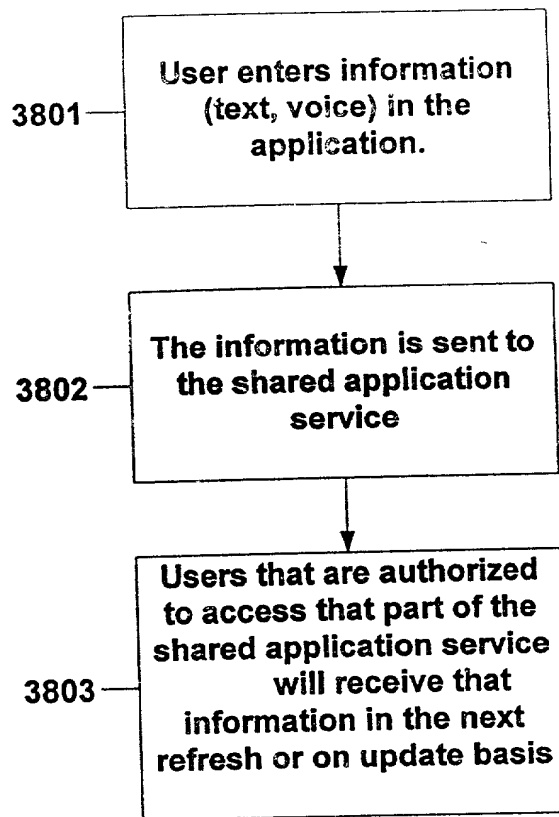 User enters information
3801
(text, voice) in the
application.
The information is sent to
3802
the shared application
service
Users that are authorized
to access that part of the
shared application service
3803
will receive that
information in the next
refresh or on update basis